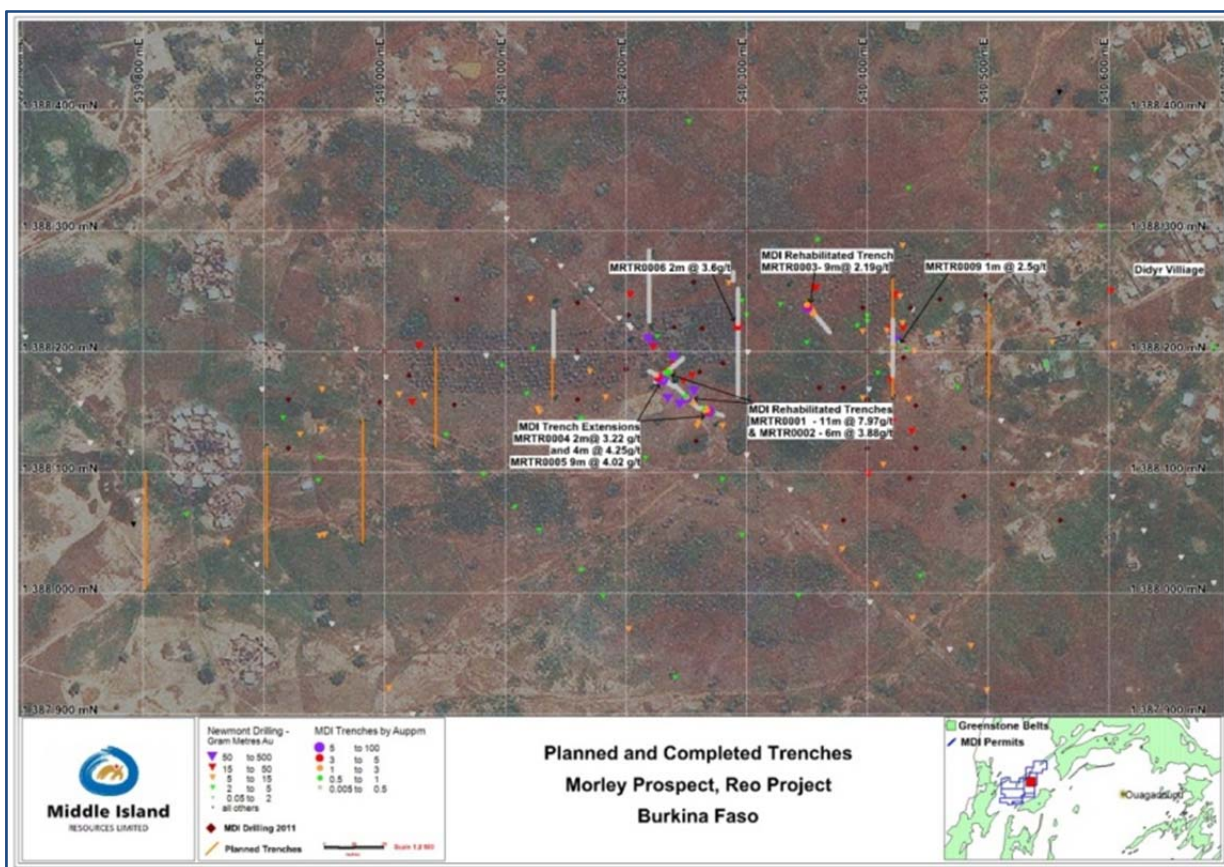 539 800 mE
539 900 mE
540 000 mE
540 100 mE
540 200 mE
540 300 mE
540 400 mE
540 500 mE
540 600 mE
1 388 400 mN
1 388 400 mN
1 388 300 mN
1 388 300 mN
MRTR0006 2m @ 3.6g/t
MDI Rehabilitated Trench
MRTR0003- 9m@ 2.19g/t
MRTR0009 1m @ 2.5g/t
Didyr Villiage
1 388 200 mN
1 388 200 mN
MDI Trench Extensions
MRTR0004 2m@ 3.22 g/t
and 4m @ 4.25g/t
MRTR0005 9m @ 4.02 g/t
MDI Rehabilitated Trenches
MRTR0001 - 11m @ 7.97g/t
& MRTR0002 - 6m @ 3.88g/t
1 388 100 mN
1 388 100 mN
1 388 000 mN
1 388 000 mN
1 387 900 mN
1 387 900 mN
Middle Island
RESOURCES LIMITED
Newmont Drilling -
Gram Metres Au
50 to 500
15 to 50
5 to 15
2 to 5
0.05 to 2
all others
MDI Drilling 2011
Planned Trenches
MDI Trenches by Auppm
5 to 100
3 to 5
1 to 3
0.5 to 1
0.005 to 0.5
Planned and Completed Trenches
Morley Prospect, Reo Project
Burkina Faso
Greenstone Belts
MDI Permits